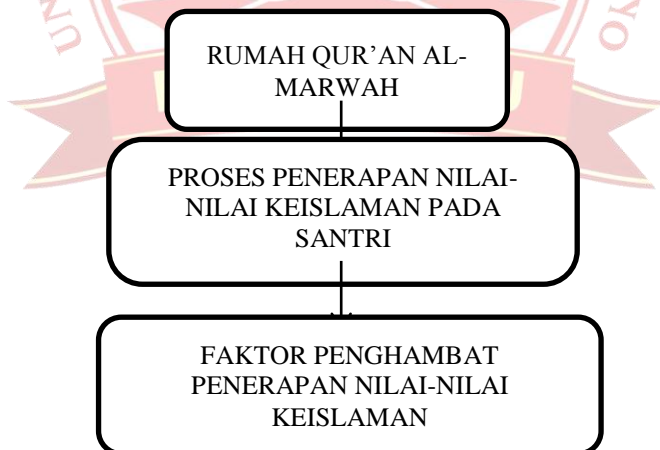 RUMAH QUR’AN AL-
MARWAH
PROSES PENERAPAN NILAI-
NILAI KEISLAMAN PADA
SANTRI
FAKTOR PENGHAMBAT
PENERAPAN NILAI-NILAI
KEISLAMAN